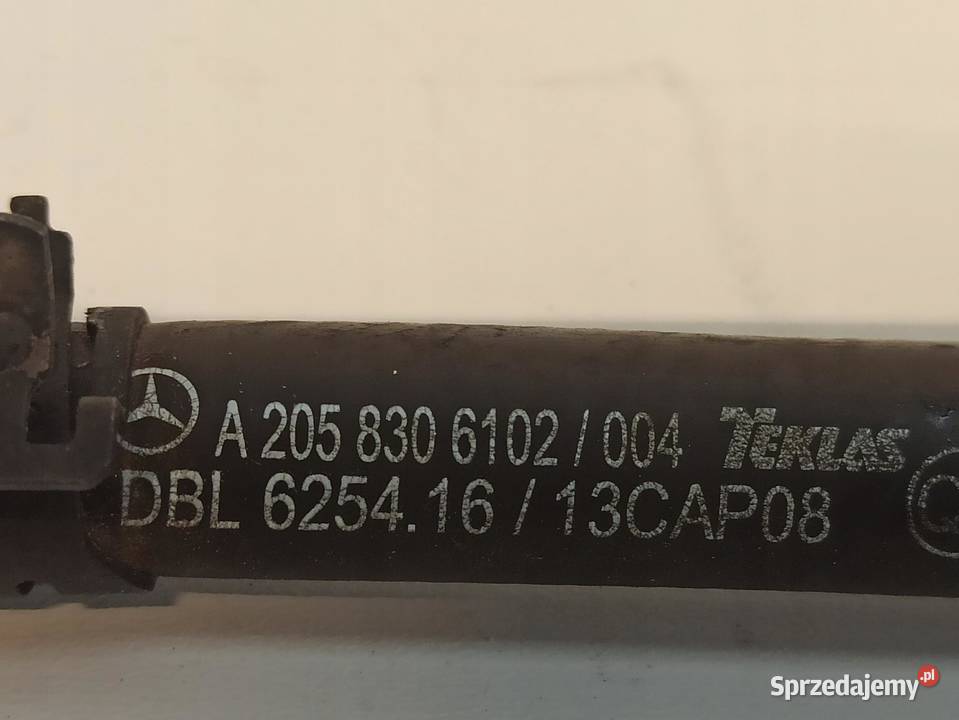 A 205 830 6102 / 004 TEKLAS
DBL 6254.16 / 13CAP08
Sprzedajemy.pl